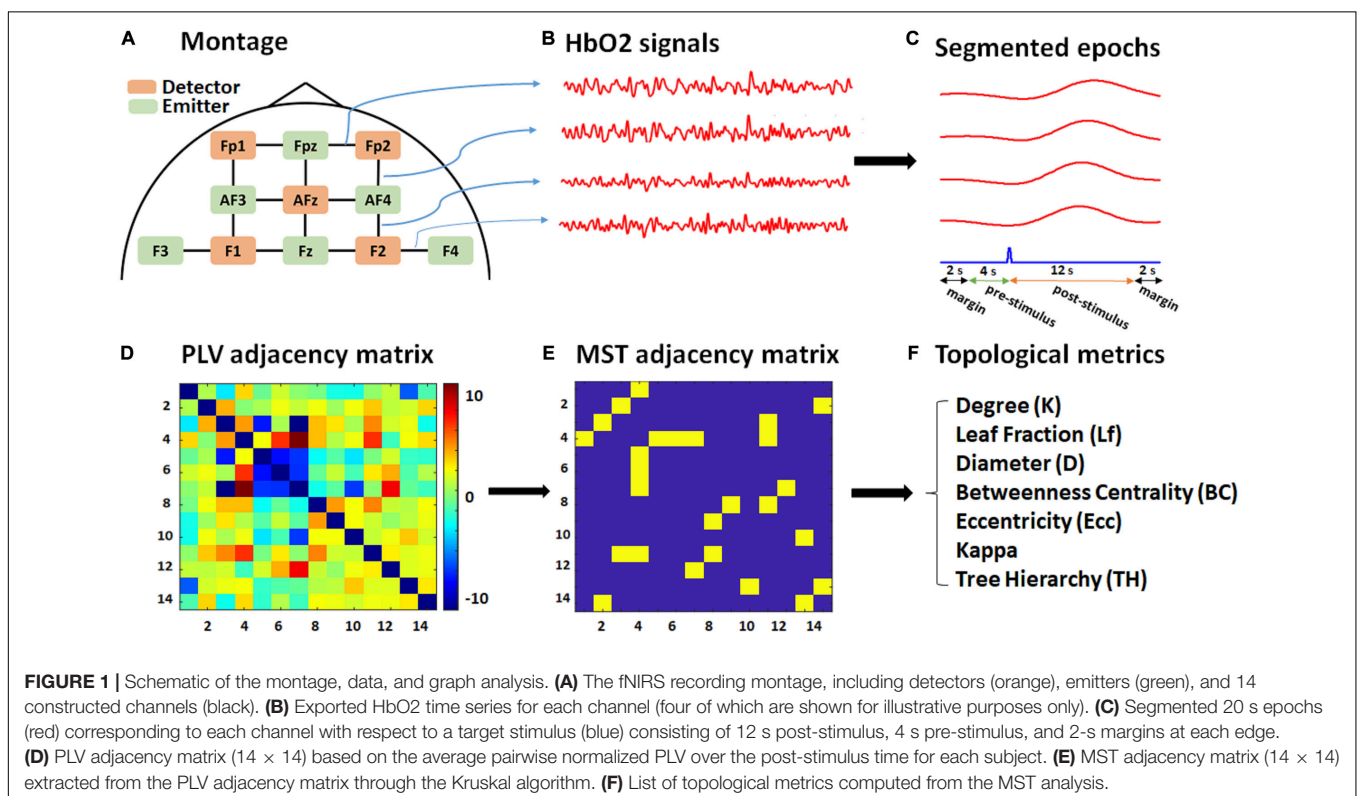 A Montage
Detector
Emitter
Fp1 Fpz Fp2
AF3 AFz AF4
F3 F1 Fz F2 F4
B HbO2 signals
C Segmented epochs
2 s 4 s 12 s 2 s
margin pre-stimulus post-stimulus margin
D PLV adjacency matrix
2
4
6
8
10
12
14
2 4 6 8 10 12 14
10
0
-10
E MST adjacency matrix
2
4
6
8
10
12
14
2 4 6 8 10 12 14
F Topological metrics
Degree (K)
Leaf Fraction (Lf)
Diameter (D)
Betweenness Centrality (BC)
Eccentricity (Ecc)
Kappa
Tree Hierarchy (TH)
FIGURE 1 | Schematic of the montage, data, and graph analysis. (A) The fNIRS recording montage, including detectors (orange), emitters (green), and 14
constructed channels (black). (B) Exported HbO2 time series for each channel (four of which are shown for illustrative purposes only). (C) Segmented 20 s epochs
(red) corresponding to each channel with respect to a target stimulus (blue) consisting of 12 s post-stimulus, 4 s pre-stimulus, and 2-s margins at each edge.
(D) PLV adjacency matrix (14 × 14) based on the average pairwise normalized PLV over the post-stimulus time for each subject. (E) MST adjacency matrix (14 × 14)
extracted from the PLV adjacency matrix through the Kruskal algorithm. (F) List of topological metrics computed from the MST analysis.